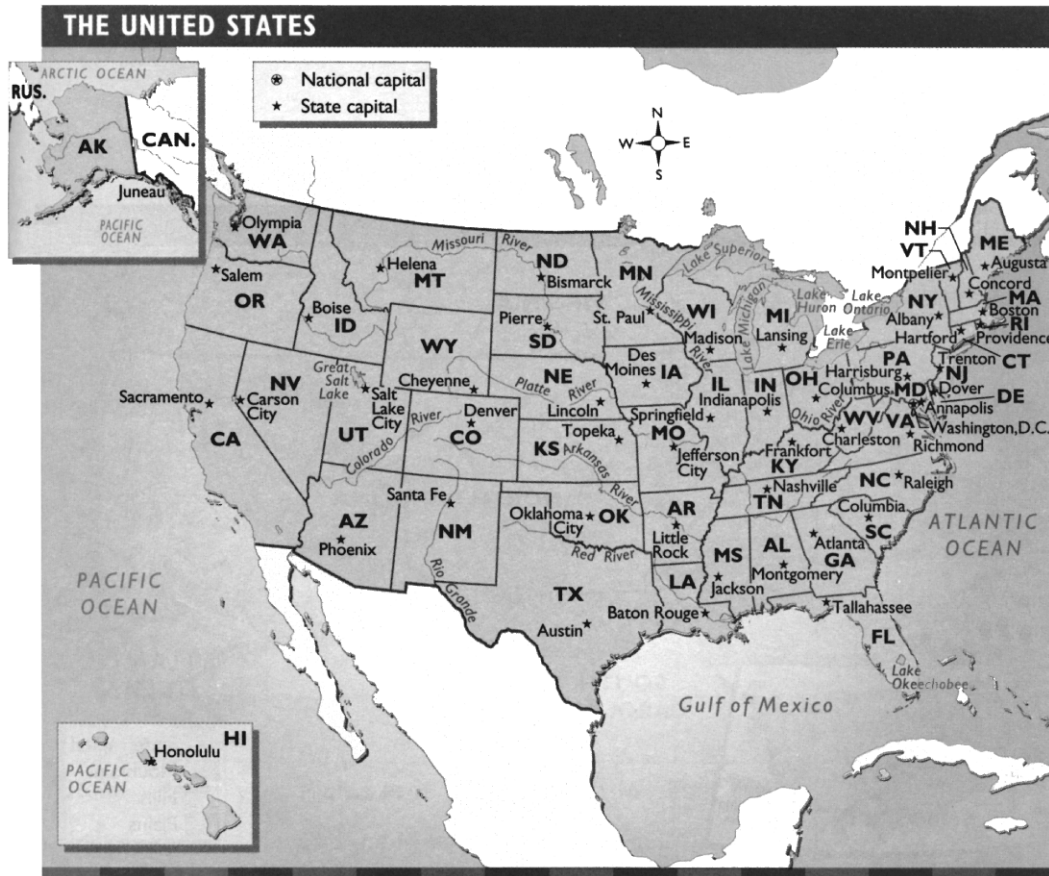 THE UNITED STATES
National capital
State capital
ARCTIC OCEAN
RUS.
AK
CAN.
Juneau
PACIFIC
OCEAN
N
W
E
S
Olympia
WA
Salem
OR
Boise
ID
Helena
MT
Missouri River
ND
Bismarck
MN
St. Paul
Mississippi River
Lake Superior
WI
Madison
Lake Michigan
MI
Lansing
Lake
Huron
Lake
Ontario
Lake
Erie
NH
VT
ME
Augusta
Montpelier
Concord
NY
Albany
MA
Boston
RI
Providence
Hartford
CT
Trenton
NJ
PA
Harrisburg
Dover
DE
MD
Annapolis
Washington,D.C.
Pierre
SD
WY
Cheyenne
NE
Platte River
Lincoln
Des
Moines
IA
IL
Springfield
IN
Indianapolis
OH
Columbus
Ohio River
WV
Charleston
VA
Richmond
NV
Carson
City
Great
Salt
Lake
Salt
Lake
City
UT
Sacramento
CA
Colorado River
Denver
CO
Topeka
KS
Arkansas River
MO
Jefferson
City
Frankfort
KY
Nashville
TN
NC
Raleigh
Columbia
SC
AZ
Phoenix
Santa Fe
NM
Oklahoma
City
OK
Red River
AR
Little
Rock
MS
Jackson
AL
Montgomery
Atlanta
GA
ATLANTIC
OCEAN
PACIFIC
OCEAN
Rio Grande
TX
Austin
LA
Baton Rouge
Tallahassee
FL
Lake
Okeechobee
Gulf of Mexico
HI
Honolulu
PACIFIC
OCEAN